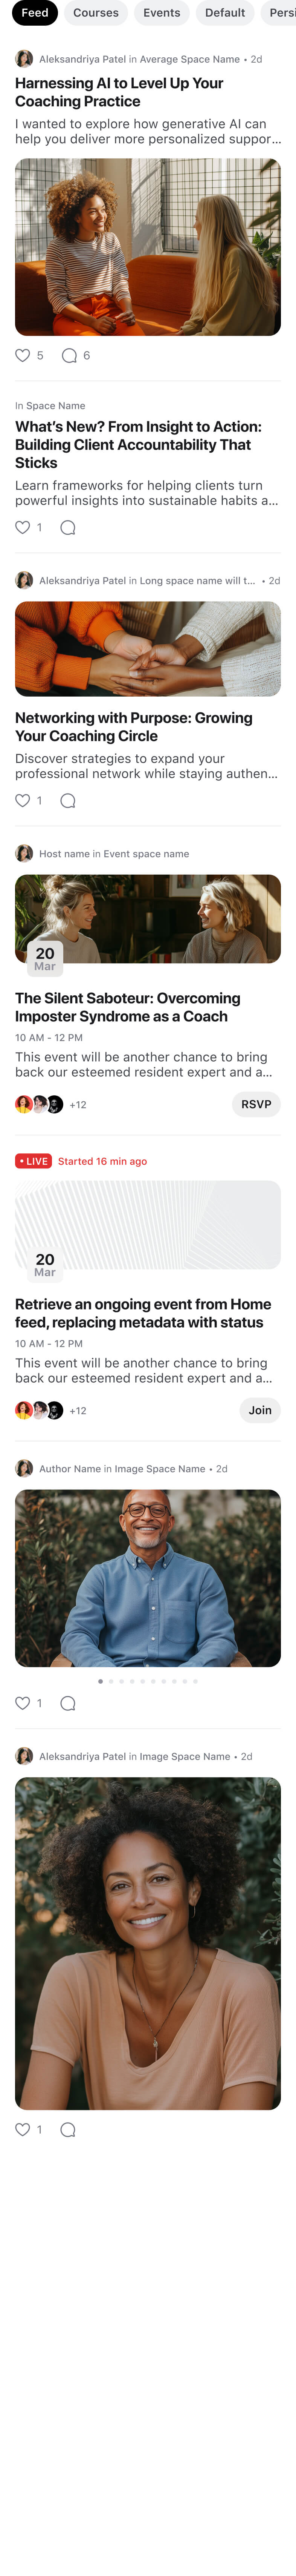 Feed Courses Events Default Persi
Aleksandriya Patel in Average Space Name • 2d
Harnessing AI to Level Up Your
Coaching Practice
I wanted to explore how generative AI can
help you deliver more personalized suppor...
5 6
In Space Name
What's New? From Insight to Action:
Building Client Accountability That
Sticks
Learn frameworks for helping clients turn
powerful insights into sustainable habits a...
1
Aleksandriya Patel in Long space name will t... • 2d
Networking with Purpose: Growing
Your Coaching Circle
Discover strategies to expand your
professional network while staying authen...
1
Host name in Event space name
20
Mar
The Silent Saboteur: Overcoming
Imposter Syndrome as a Coach
10 AM - 12 PM
This event will be another chance to bring
back our esteemed resident expert and a...
+12 RSVP
• LIVE Started 16 min ago
20
Mar
Retrieve an ongoing event from Home
feed, replacing metadata with status
10 AM - 12 PM
This event will be another chance to bring
back our esteemed resident expert and a...
+12 Join
Author Name in Image Space Name • 2d
1
Aleksandriya Patel in Image Space Name • 2d
1